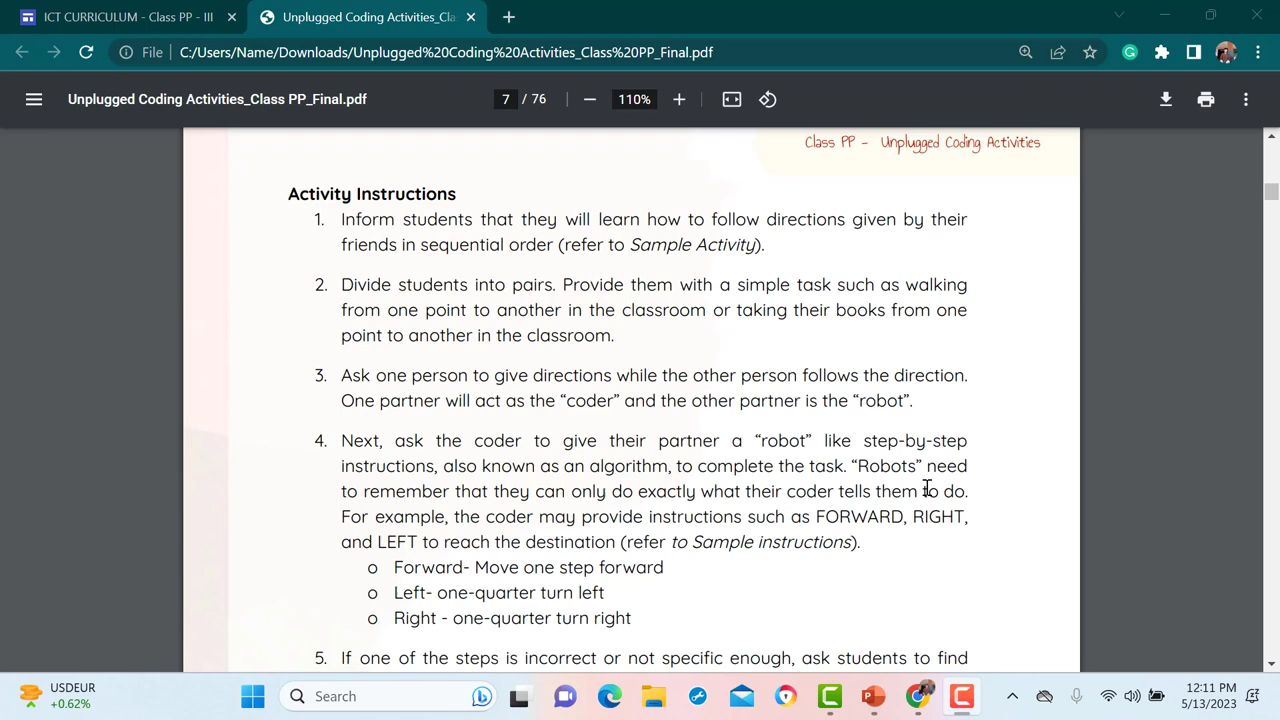 ICT CURRICULUM - Class PP - III
Unplugged Coding Activities_Cla
File C:/Users/Name/Downloads/Unplugged%20Coding%20Activities_Class%20PP_Final.pdf
Unplugged Coding Activities_Class PP_Final.pdf 7 / 76 110%
Class PP - Unplugged Coding Activities
Activity Instructions
1. Inform students that they will learn how to follow directions given by their
friends in sequential order (refer to Sample Activity).
2. Divide students into pairs. Provide them with a simple task such as walking
from one point to another in the classroom or taking their books from one
point to another in the classroom.
3. Ask one person to give directions while the other person follows the direction.
One partner will act as the “coder” and the other partner is the “robot”.
4. Next, ask the coder to give their partner a “robot” like step-by-step
instructions, also known as an algorithm, to complete the task. “Robots” need
to remember that they can only do exactly what their coder tells them to do.
For example, the coder may provide instructions such as FORWARD, RIGHT,
and LEFT to reach the destination (refer to Sample instructions).
o Forward- Move one step forward
o Left- one-quarter turn left
o Right - one-quarter turn right
5. If one of the steps is incorrect or not specific enough, ask students to find
USDEUR
+0.62%
Search
12:11 PM
5/13/2023